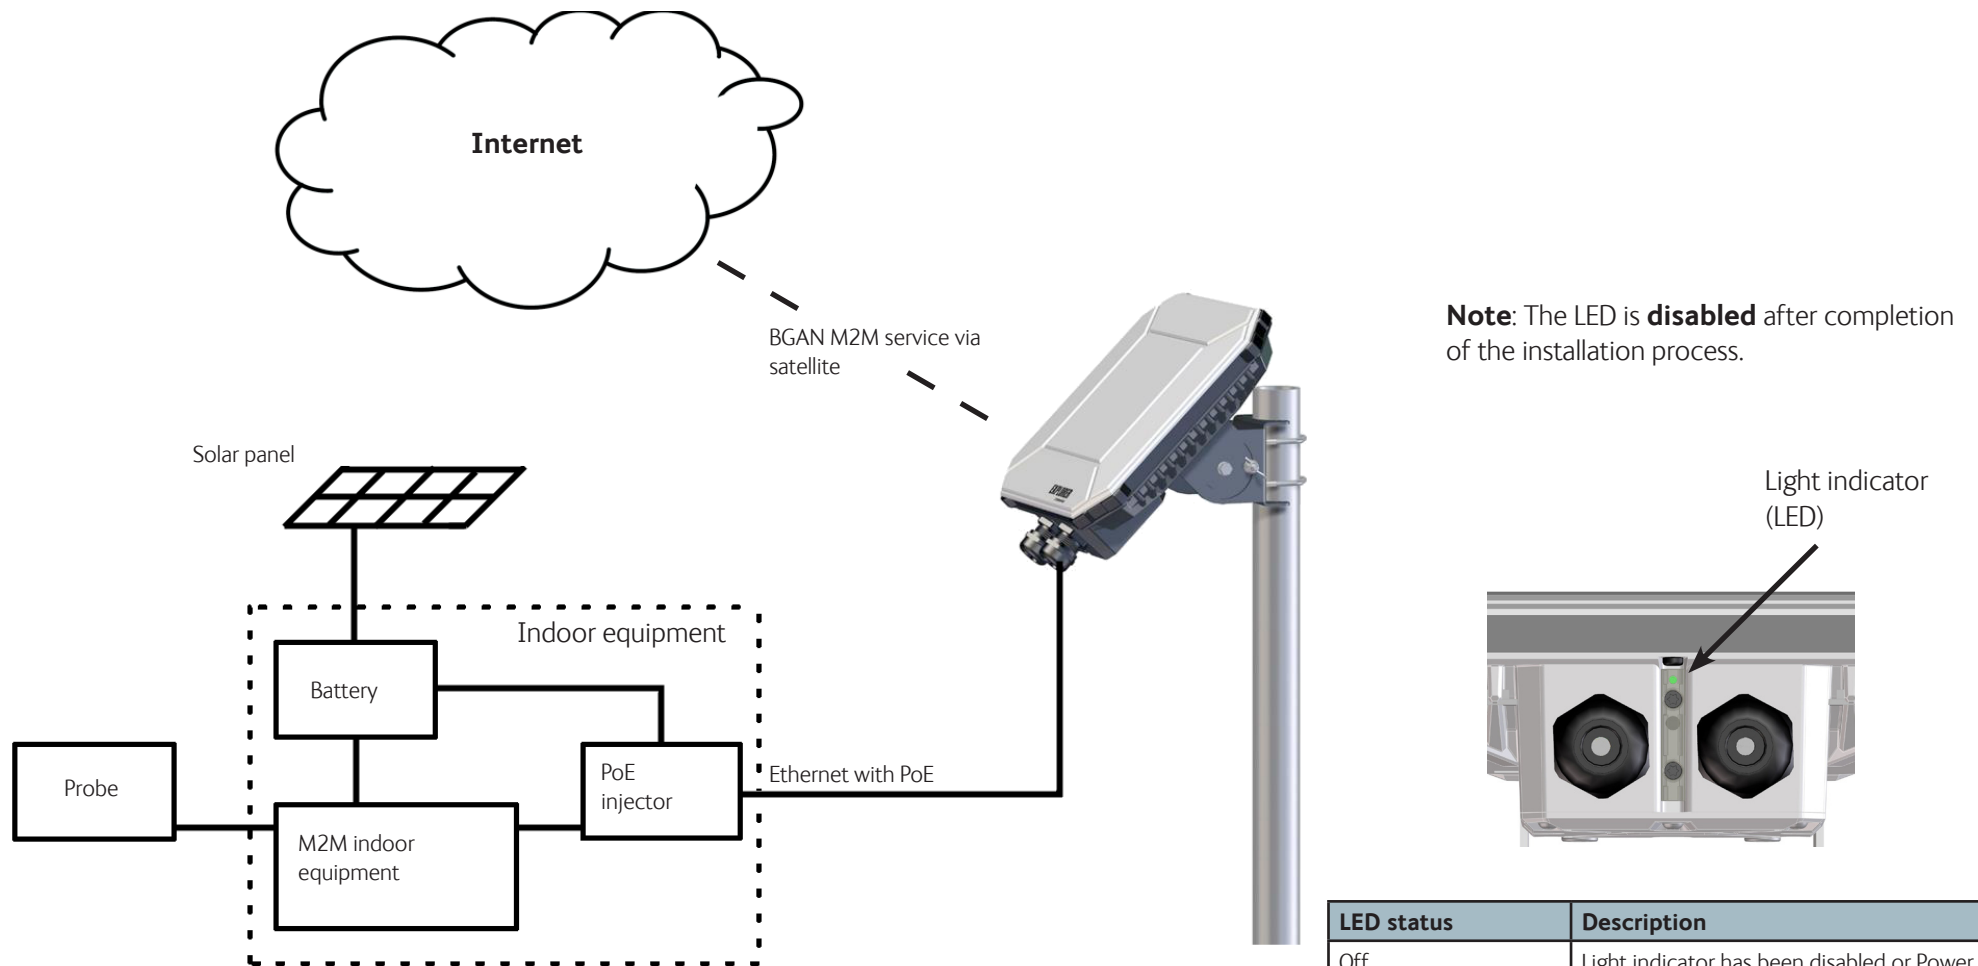 Internet
BGAN M2M service via
satellite
Note: The LED is disabled after completion
of the installation process.
Solar panel
EXPLORER
Light indicator
(LED)
Indoor equipment
Battery
Probe
PoE
injector
Ethernet with PoE
M2M indoor
equipment
LED status Description
Off Light indicator has been disabled or Power